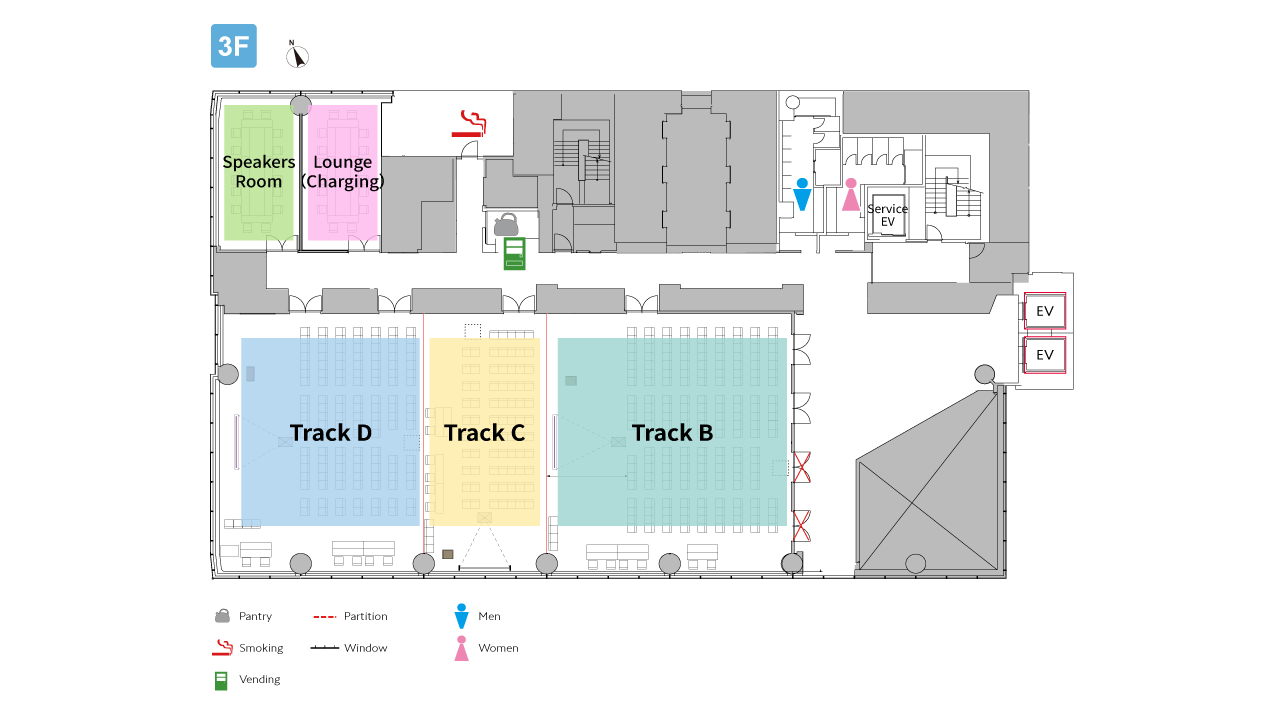 3F
N
Speakers
Room
Lounge
(Charging)
Service
EV
EV
EV
Track D
Track C
Track B
Pantry
Partition
Men
Smoking
Window
Women
Vending